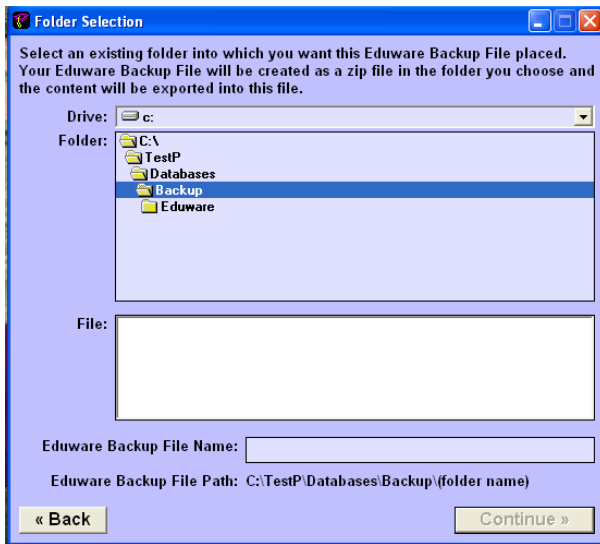 Folder Selection
Select an existing folder into which you want this Eduware Backup File placed.
Your Eduware Backup File will be created as a zip file in the folder you choose and
the content will be exported into this file.
Drive: c:
Folder: C:\
TestP
Databases
Backup
Eduware
File:
Eduware Backup File Name:
Eduware Backup File Path: C:\TestP\Databases\Backup\(folder name)
« Back Continue »